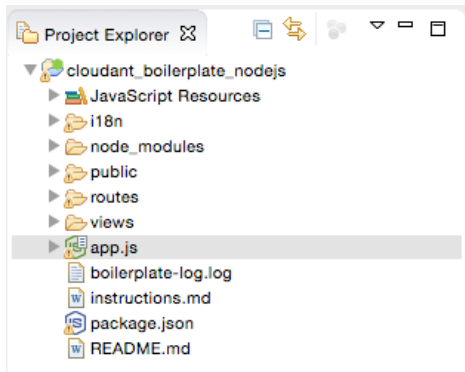 Project Explorer
cloudant_boilerplate_nodejs
JavaScript Resources
i18n
node_modules
public
routes
views
app.js
boilerplate-log.log
instructions.md
package.json
README.md